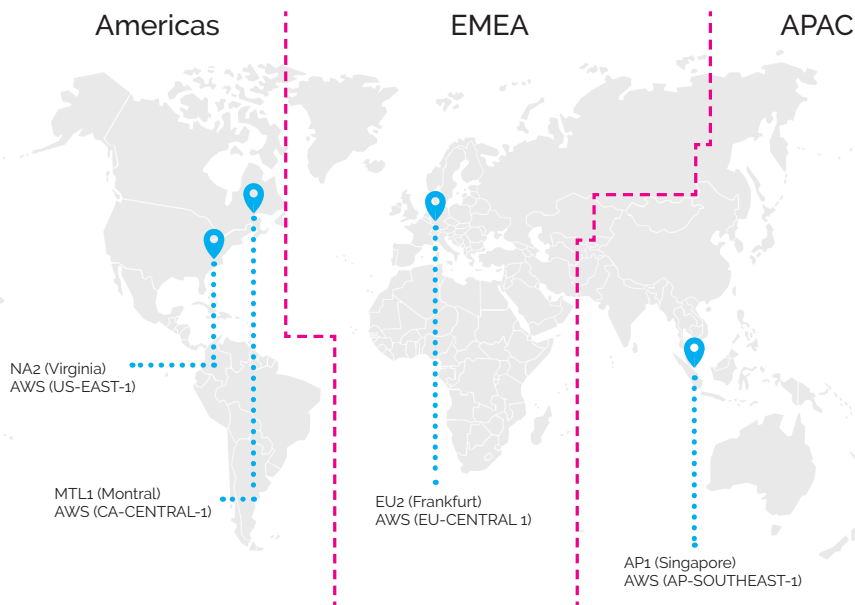 Americas
EMEA
APAC
NA2 (Virginia)
AWS (US-EAST-1)
MTL1 (Montral)
AWS (CA-CENTRAL-1)
EU2 (Frankfurt)
AWS (EU-CENTRAL 1)
AP1 (Singapore)
AWS (AP-SOUTHEAST-1)